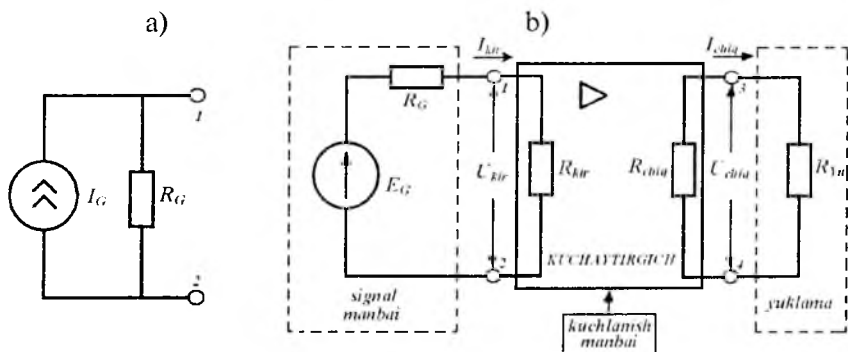 a)
b)
I_kir
I_chiq
R_G
1
3
1
I_G
R_G
E_G
U_kir
R_kir
R_chiq
U_chiq
R_Yu
2
2
4
KUCHAYTIRGICH
signal
manbai
yuklama
kuchlanish
manbai